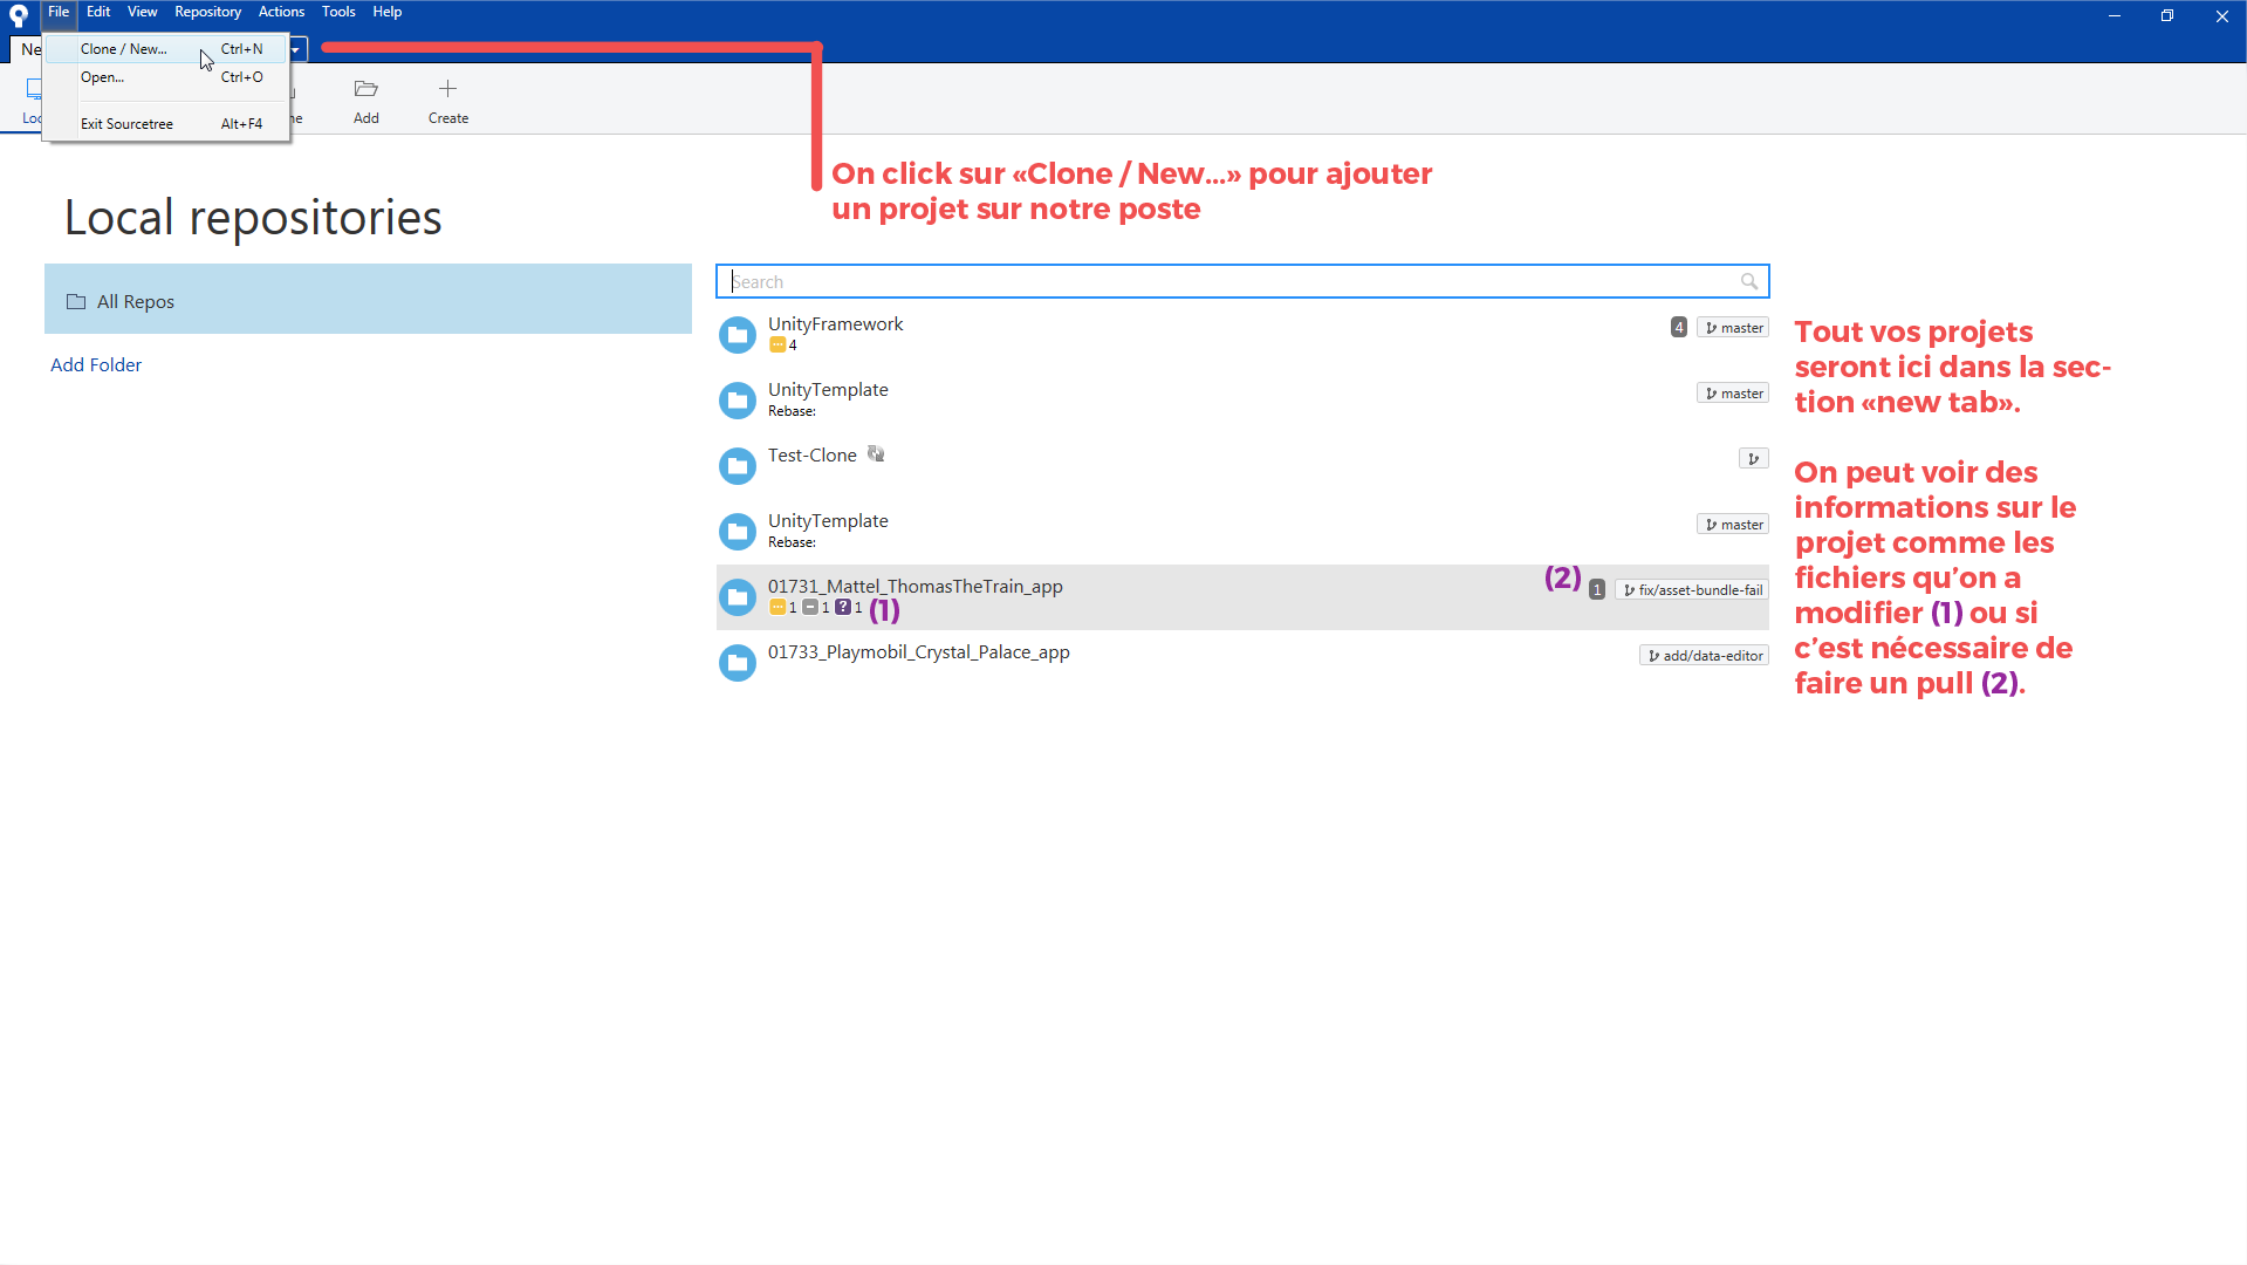 File Edit View Repository Actions Tools Help
Ne
Clone / New... Ctrl+N
Open... Ctrl+O
Exit Sourcetree Alt+F4
Loc
ne
Add
Create
On click sur «Clone / New...» pour ajouter
un projet sur notre poste
Local repositories
All Repos
Add Folder
Search
UnityFramework
4
4 master
UnityTemplate
Rebase:
master
Test-Clone
UnityTemplate
Rebase:
master
01731_Mattel_ThomasTheTrain_app
1 1 ? 1 (1)
(2) 1 fix/asset-bundle-fail
01733_Playmobil_Crystal_Palace_app
add/data-editor
Tout vos projets
seront ici dans la sec-
tion «new tab».
On peut voir des
informations sur le
projet comme les
fichiers qu'on a
modifier (1) ou si
c'est nécessaire de
faire un pull (2).